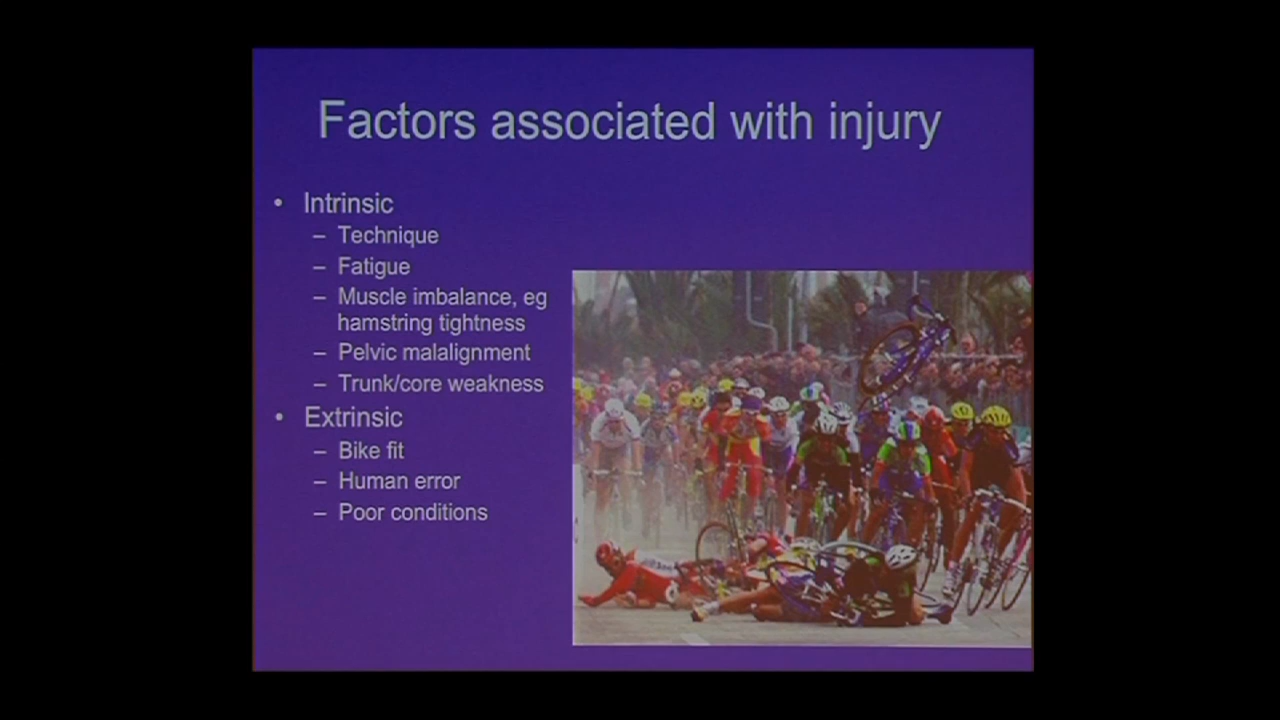 Factors associated with injury
• Intrinsic
– Technique
– Fatigue
– Muscle imbalance, eg
hamstring tightness
– Pelvic malalignment
– Trunk/core weakness
• Extrinsic
– Bike fit
– Human error
– Poor conditions